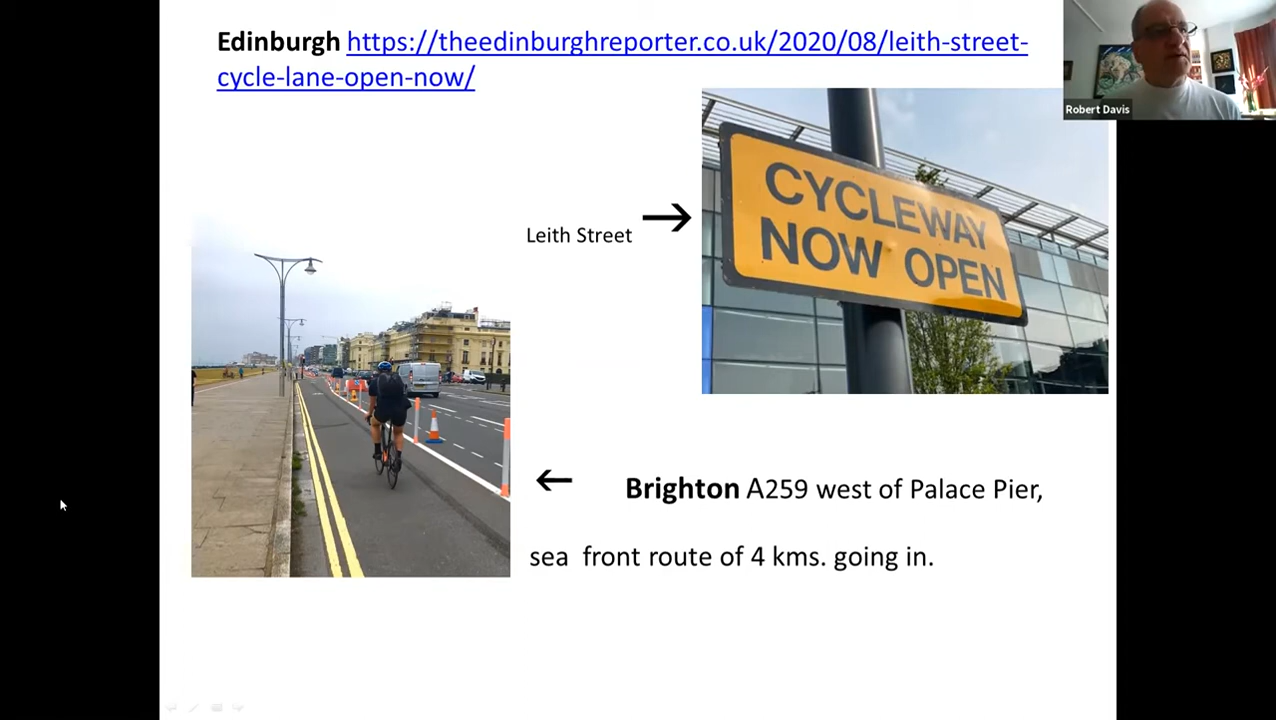 Edinburgh https://theedinburghreporter.co.uk/2020/08/leith-street-
cycle-lane-open-now/
Robert Davis
CYCLEWAY
NOW OPEN
Leith Street →
← Brighton A259 west of Palace Pier,
sea front route of 4 kms. going in.